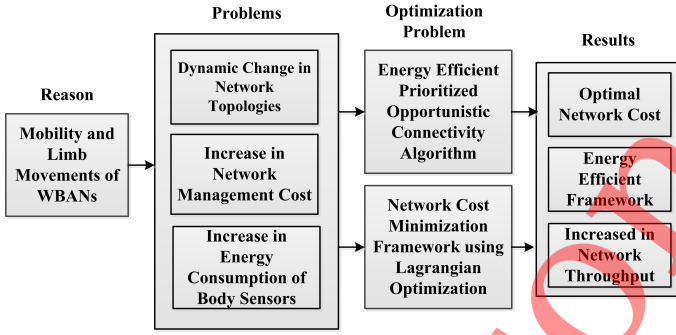 Reason
Mobility and
Limb
Movements of
WBANs
Problems
Dynamic Change in
Network
Topologies
Increase in
Network
Management Cost
Increase in
Energy
Consumption of
Body Sensors
Optimization
Problem
Energy Efficient
Prioritized
Opportunistic
Connectivity
Algorithm
Network Cost
Minimization
Framework using
Lagrangian
Optimization
Results
Optimal
Network Cost
Energy
Efficient
Framework
Increased in
Network
Throughput